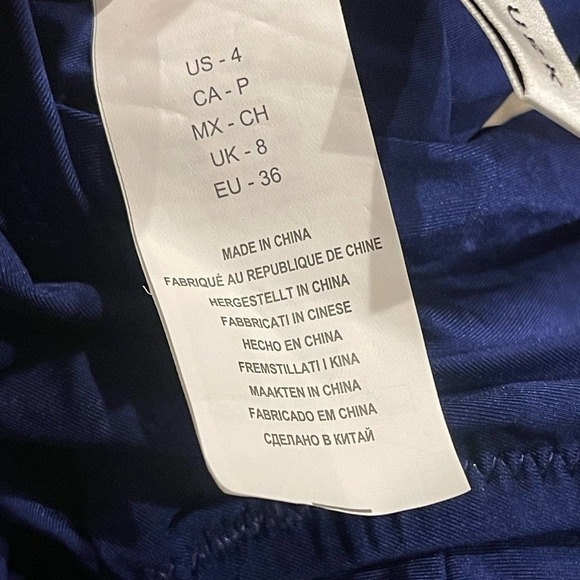 US - 4
CA - P
MX - CH
UK - 8
EU - 36
MADE IN CHINA
FABRIQUÉ AU REPUBLIQUE DE CHINE
HERGESTELLT IN CHINA
FABBRICATI IN CINESE
HECHO EN CHINA
FREMSTILLATI I KINA
MAAKTEN IN CHINA
FABRICADO EM CHINA
СДЕЛАНО В КИТАЙ